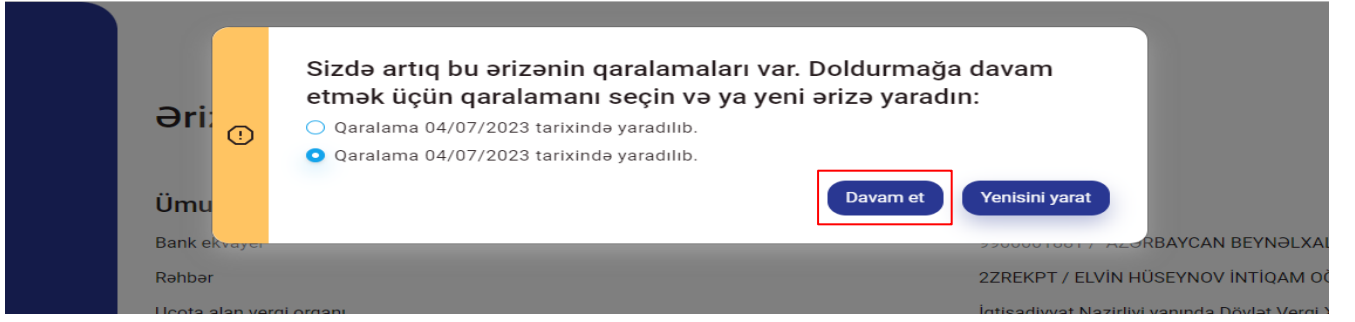 Sizdə artıq bu ərizənin qaralamaları var. Doldurmağa davam
etmək üçün qaralamanı seçin və ya yeni ərizə yaradın:
Əri
Qaralama 04/07/2023 tarixində yaradılıb.
Qaralama 04/07/2023 tarixində yaradılıb.
Davam et Yenisini yarat
Ümu
Bank ekvayer AZƏRBAYCAN BEYNƏLXAL
Rəhbər 2ZREKPT / ELVİN HÜSEYNOV İNTİQAM OĞ
Uçota alan vergi orqanı İqtisadiyyat Nazirliyi yanında Dövlət Vergi X